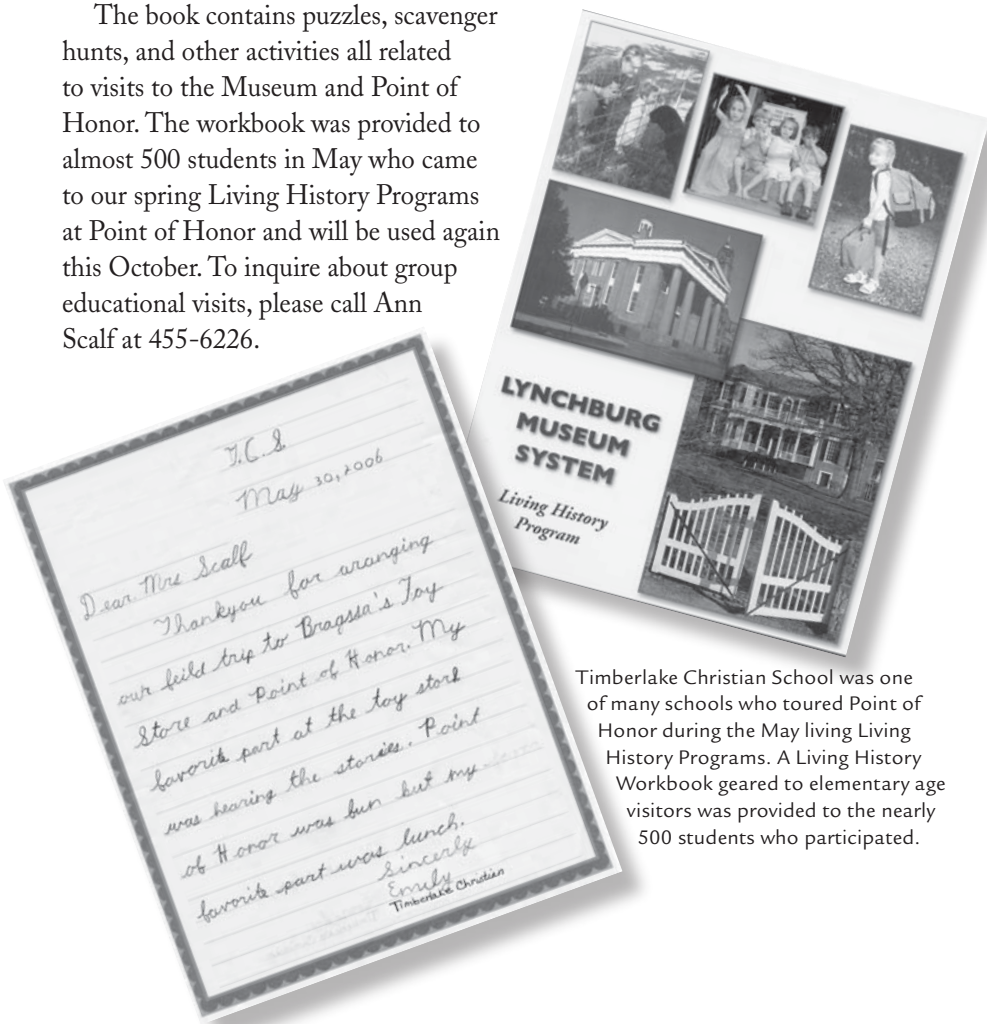 The book contains puzzles, scavenger
hunts, and other activities all related
to visits to the Museum and Point of
Honor. The workbook was provided to
almost 500 students in May who came
to our spring Living History Programs
at Point of Honor and will be used again
this October. To inquire about group
educational visits, please call Ann
Scalf at 455-6226.
LYNCHBURG
MUSEUM
SYSTEM
Living History
Program
T.C.S.
May 30, 2006
Dear Mrs Scalf
Thankyou for aranging
our feild trip to Bragssa's Toy
Store and Point of Honor. My
favorite part at the toy stork
was hearing the stories. Point
of Honor was fun but my
favorite part was lunch.
Sincerly
Emily
Timberlake Christian
Timberlake Christian School was one
of many schools who toured Point of
Honor during the May living Living
History Programs. A Living History
Workbook geared to elementary age
visitors was provided to the nearly
500 students who participated.